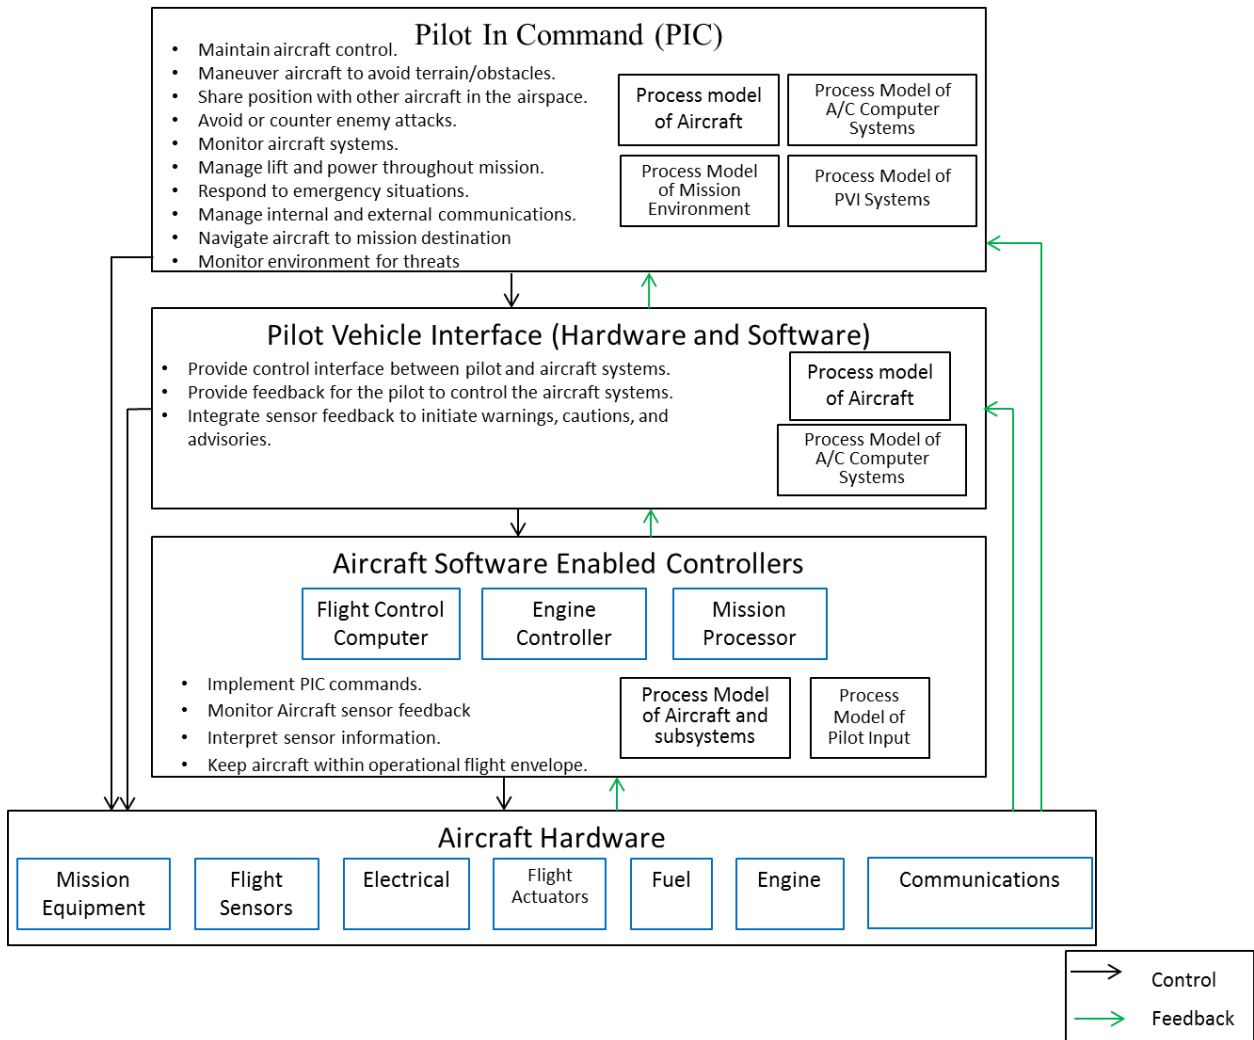 Pilot In Command (PIC)
• Maintain aircraft control.
• Maneuver aircraft to avoid terrain/obstacles.
• Share position with other aircraft in the airspace.
• Avoid or counter enemy attacks.
• Monitor aircraft systems.
• Manage lift and power throughout mission.
• Respond to emergency situations.
• Manage internal and external communications.
• Navigate aircraft to mission destination
• Monitor environment for threats
Process model
of Aircraft
Process Model of
A/C Computer
Systems
Process Model
of Mission
Environment
Process Model of
PVI Systems
Pilot Vehicle Interface (Hardware and Software)
• Provide control interface between pilot and aircraft systems.
• Provide feedback for the pilot to control the aircraft systems.
• Integrate sensor feedback to initiate warnings, cautions, and
advisories.
Process model
of Aircraft
Process Model of
A/C Computer
Systems
Aircraft Software Enabled Controllers
Flight Control
Computer
Engine
Controller
Mission
Processor
• Implement PIC commands.
• Monitor Aircraft sensor feedback
• Interpret sensor information.
• Keep aircraft within operational flight envelope.
Process Model
of Aircraft and
subsystems
Process
Model of
Pilot Input
Aircraft Hardware
Mission
Equipment
Flight
Sensors
Electrical
Flight
Actuators
Fuel
Engine
Communications
Control
Feedback